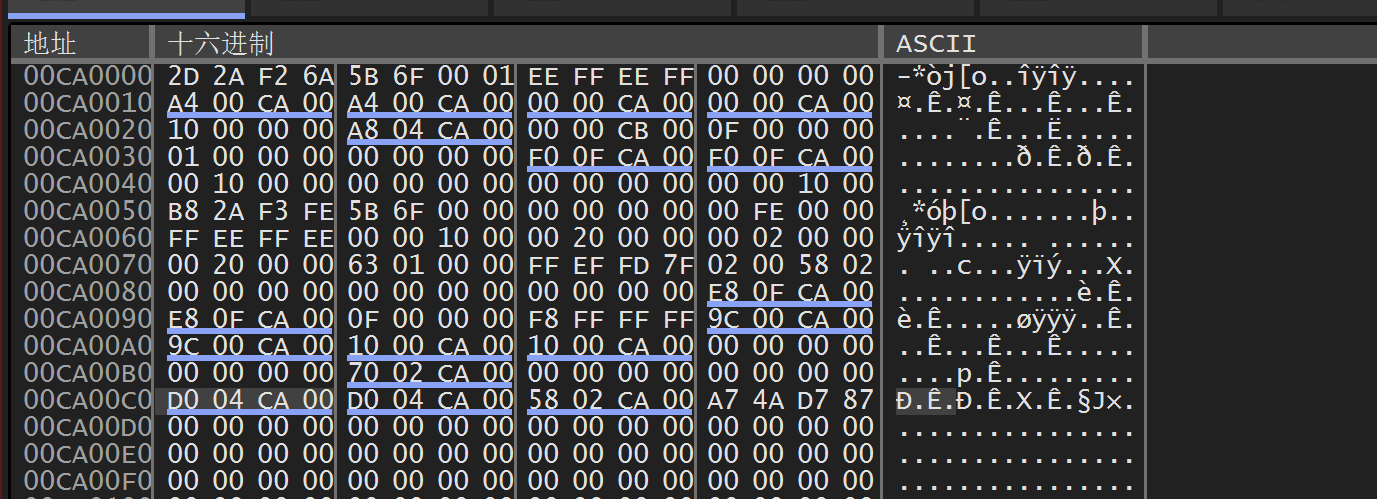 地址 十六进制 ASCII
00CA0000 2D 2A F2 6A 5B 6F 00 01 EE FF EE FF 00 00 00 00 -*òj[o..îÿîÿ....
00CA0010 A4 00 CA 00 A4 00 CA 00 00 00 CA 00 00 00 CA 00 ¤.Ê.¤.Ê...Ê...Ê.
00CA0020 10 00 00 00 A8 04 CA 00 00 00 CB 00 0F 00 00 00 ....¨.Ê...Ë.....
00CA0030 01 00 00 00 00 00 00 00 F0 0F CA 00 F0 0F CA 00 ........ð.Ê.ð.Ê.
00CA0040 00 10 00 00 00 00 00 00 00 00 00 00 00 00 10 00 ................
00CA0050 B8 2A F3 FE 5B 6F 00 00 00 00 00 00 00 FE 00 00 ¸*óþ[o.......þ..
00CA0060 FF EE FF EE 00 00 10 00 00 20 00 00 00 02 00 00 ÿîÿî..... ......
00CA0070 00 20 00 00 63 01 00 00 FF EF FD 7F 02 00 58 02 . ..c...ÿïý...X.
00CA0080 00 00 00 00 00 00 00 00 00 00 00 00 E8 0F CA 00 ............è.Ê.
00CA0090 E8 0F CA 00 0F 00 00 00 F8 FF FF FF 9C 00 CA 00 è.Ê.....øÿÿÿ..Ê.
00CA00A0 9C 00 CA 00 10 00 CA 00 10 00 CA 00 00 00 00 00 ..Ê...Ê...Ê.....
00CA00B0 00 00 00 00 70 02 CA 00 00 00 00 00 00 00 00 00 ....p.Ê.........
00CA00C0 D0 04 CA 00 D0 04 CA 00 58 02 CA 00 A7 4A D7 87 Ð.Ê.Ð.Ê.X.Ê.§J×.
00CA00D0 00 00 00 00 00 00 00 00 00 00 00 00 00 00 00 00 ................
00CA00E0 00 00 00 00 00 00 00 00 00 00 00 00 00 00 00 00 ................
00CA00F0 00 00 00 00 00 00 00 00 00 00 00 00 00 00 00 00 ................